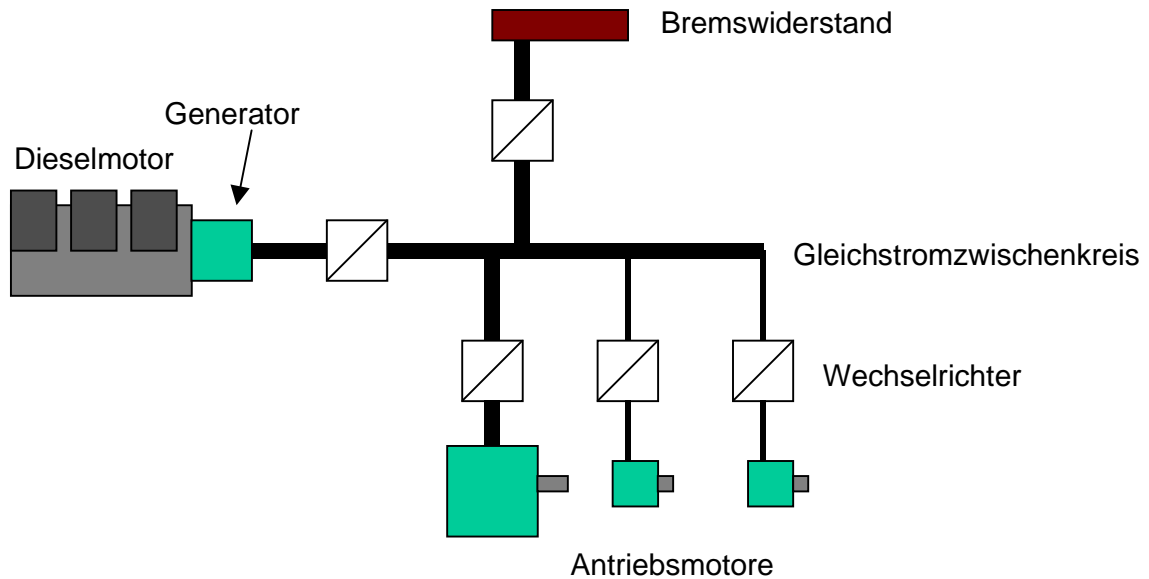 Bremswiderstand
Generator
Dieselmotor
Gleichstromzwischenkreis
Wechselrichter
Antriebsmotore